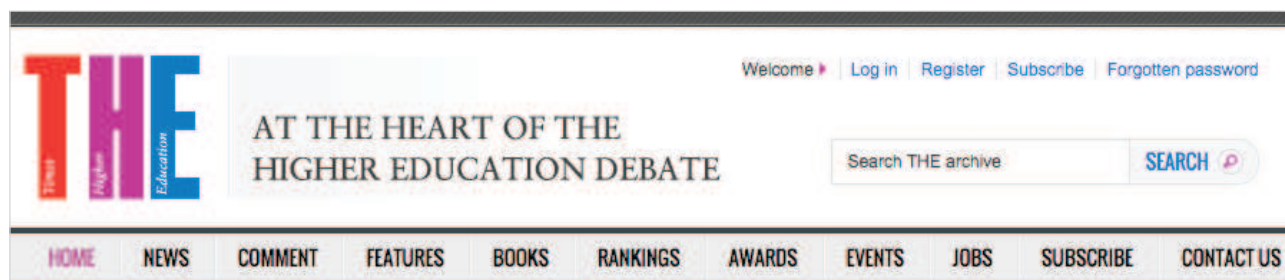 THE
Times Higher Education
Welcome Log in Register Subscribe Forgotten password
AT THE HEART OF THE
HIGHER EDUCATION DEBATE
Search THE archive SEARCH
HOME NEWS COMMENT FEATURES BOOKS RANKINGS AWARDS EVENTS JOBS SUBSCRIBE CONTACT US